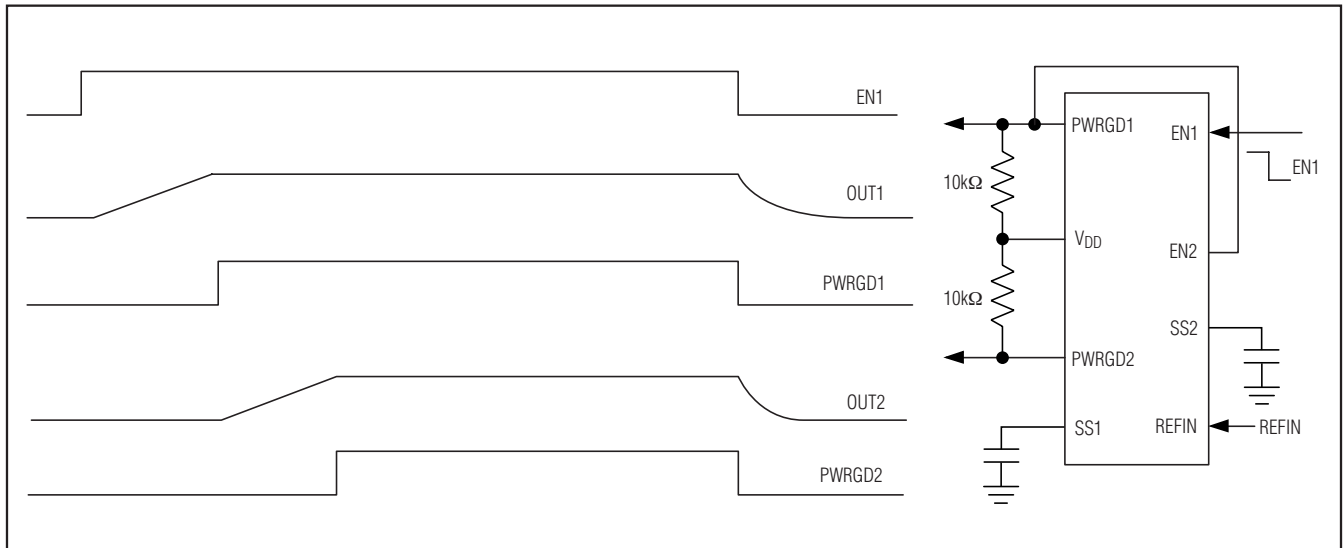 EN1
OUT1
PWRGD1
OUT2
PWRGD2
PWRGD1
EN1
EN1
10kΩ
VDD
EN2
10kΩ
SS2
PWRGD2
SS1
REFIN
REFIN